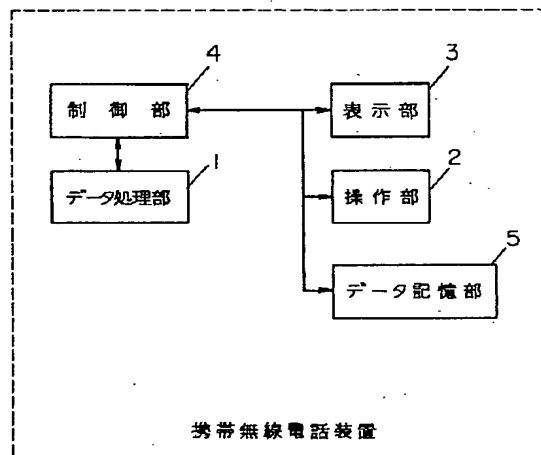 4
制御部
3
表示部
1
データ処理部
2
操作部
5
データ記憶部
携帯無線電話装置